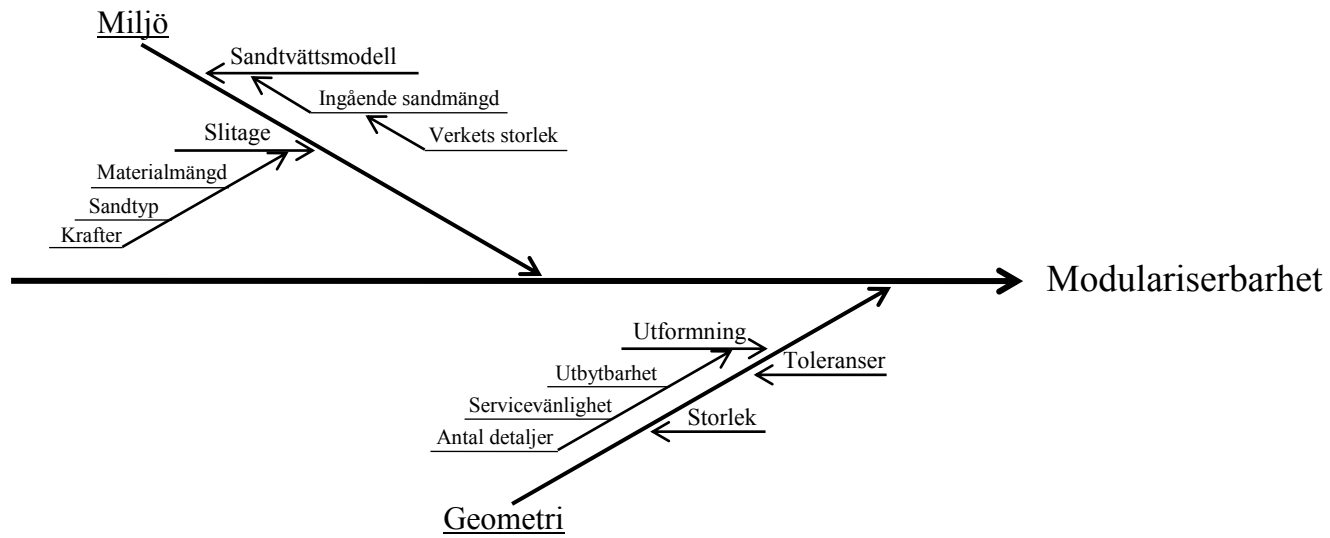 Miljö
Sandtvättsmodell
Ingående sandmängd
Verkets storlek
Slitage
Materialmängd
Sandtyp
Krafter
Modulariserbarhet
Utformning
Toleranser
Utbytbarhet
Servicevänlighet
Storlek
Antal detaljer
Geometri